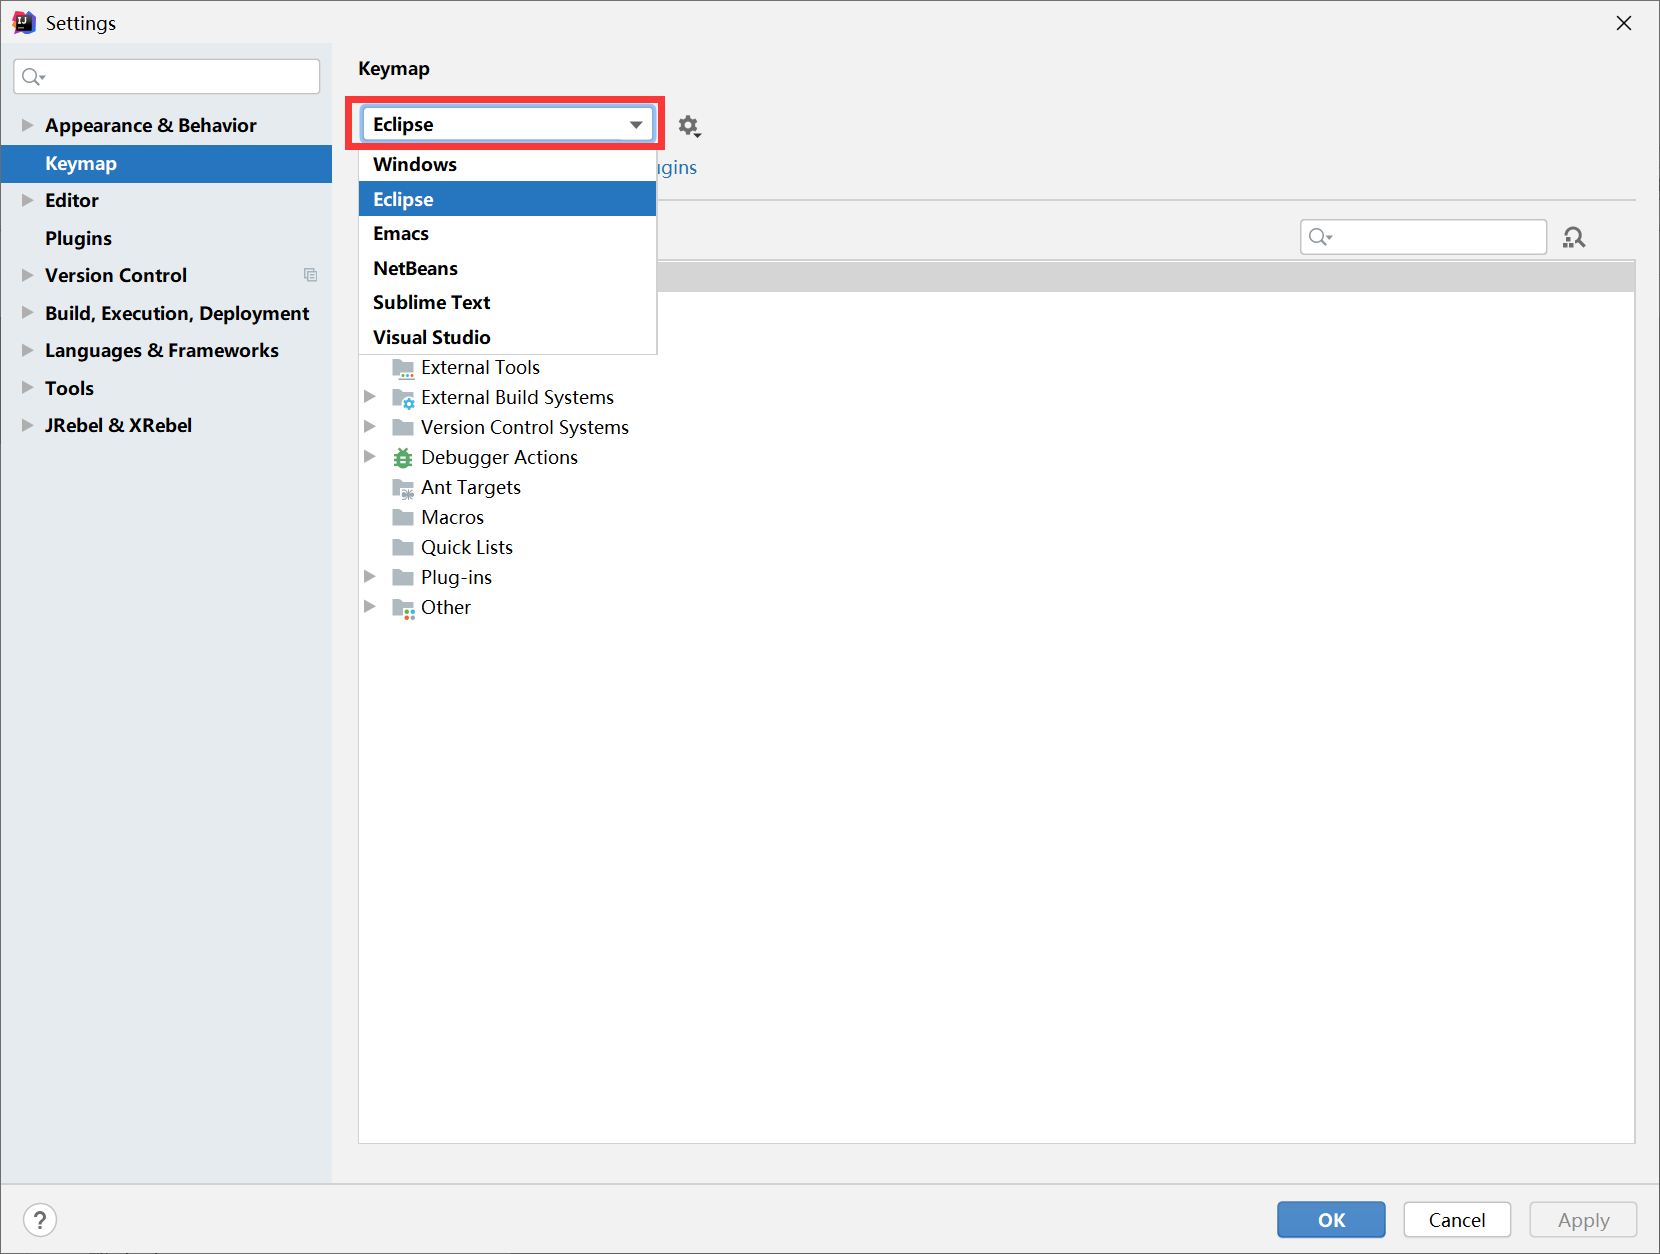 Settings
Appearance & Behavior
Keymap
Editor
Plugins
Version Control
Build, Execution, Deployment
Languages & Frameworks
Tools
JRebel & XRebel
Keymap
Eclipse
Windows
Eclipse
Emacs
NetBeans
Sublime Text
Visual Studio
External Tools
External Build Systems
Version Control Systems
Debugger Actions
Ant Targets
Macros
Quick Lists
Plug-ins
Other
?
OK
Cancel
Apply